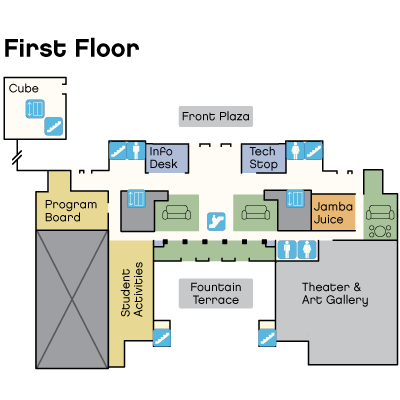 First Floor
Cube
Front Plaza
Info
Desk
Tech
Stop
Program
Board
Jamba
Juice
Student
Activities
Fountain
Terrace
Theater &
Art Gallery